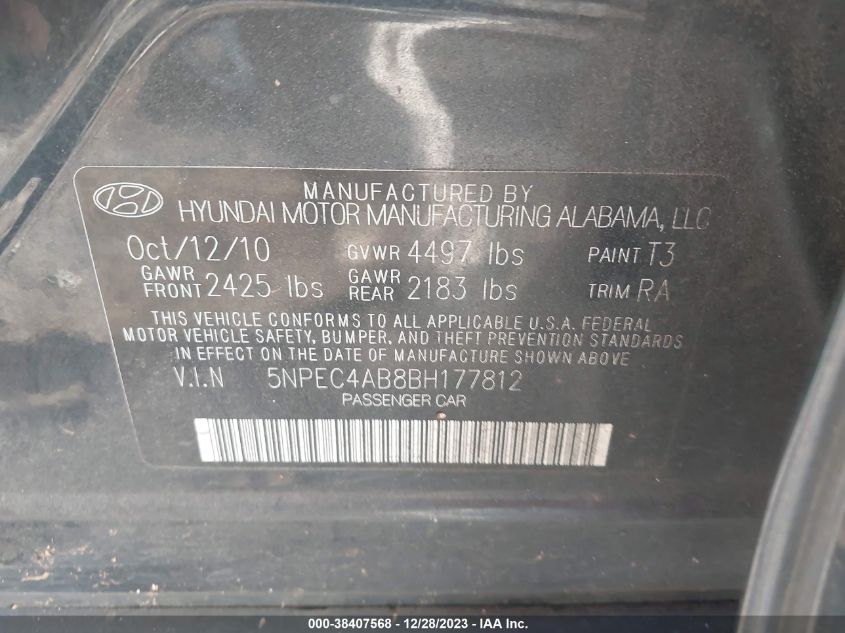 MANUFACTURED BY
HYUNDAI MOTOR MANUFACTURING ALABAMA, LLC
Oct/12/10 GVWR 4497 lbs PAINT T3
GAWR FRONT 2425 lbs GAWR REAR 2183 lbs TRIM RA
THIS VEHICLE CONFORMS TO ALL APPLICABLE U.S.A. FEDERAL
MOTOR VEHICLE SAFETY, BUMPER, AND THEFT PREVENTION STANDARDS
IN EFFECT ON THE DATE OF MANUFACTURE SHOWN ABOVE
V.I.N 5NPEC4AB8BH177812
PASSENGER CAR
000-38407568 - 12/28/2023 - IAA Inc.